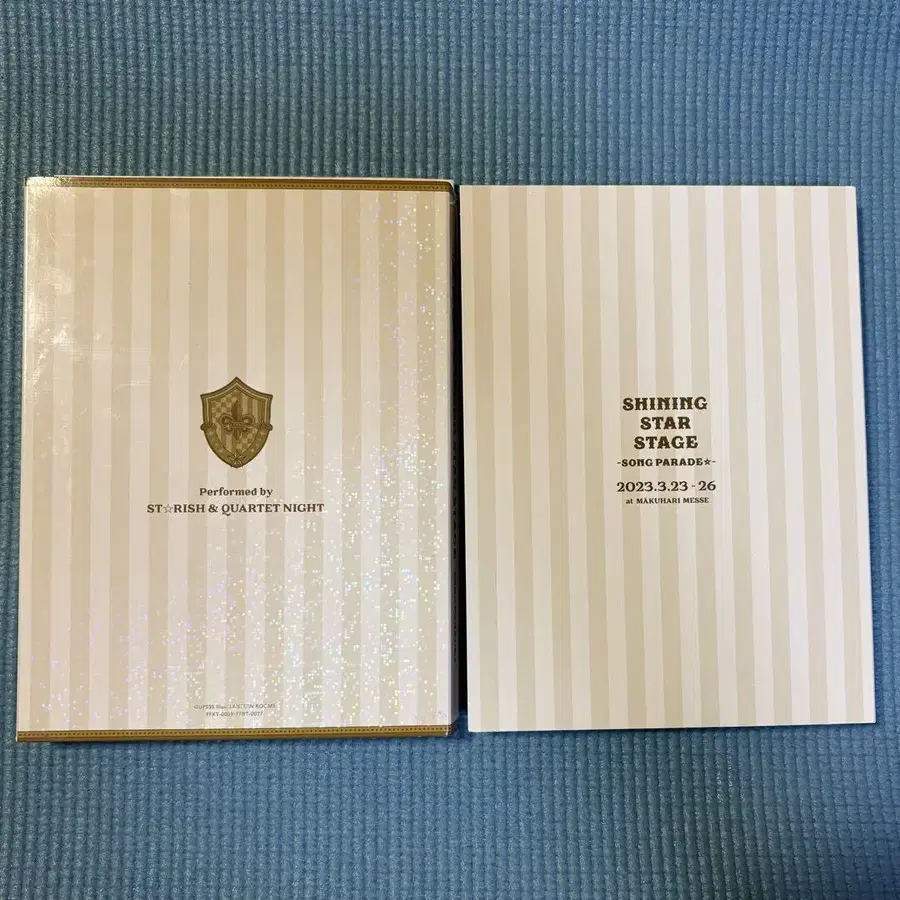 Performed by
ST☆RISH & QUARTET NIGHT
SHINING
STAR
STAGE
-SONG PARADE★-
2023.3.23 - 26
at MAKUHARI MESSE